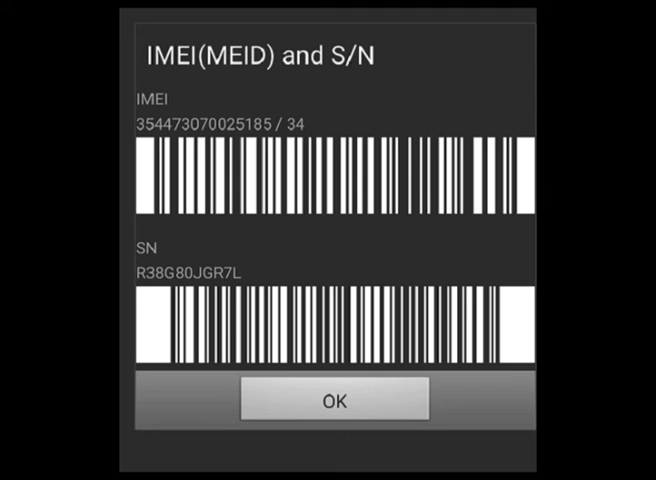 IMEI(MEID) and S/N
IMEI
354473070025185 / 34
SN
R38G80JGR7L
OK